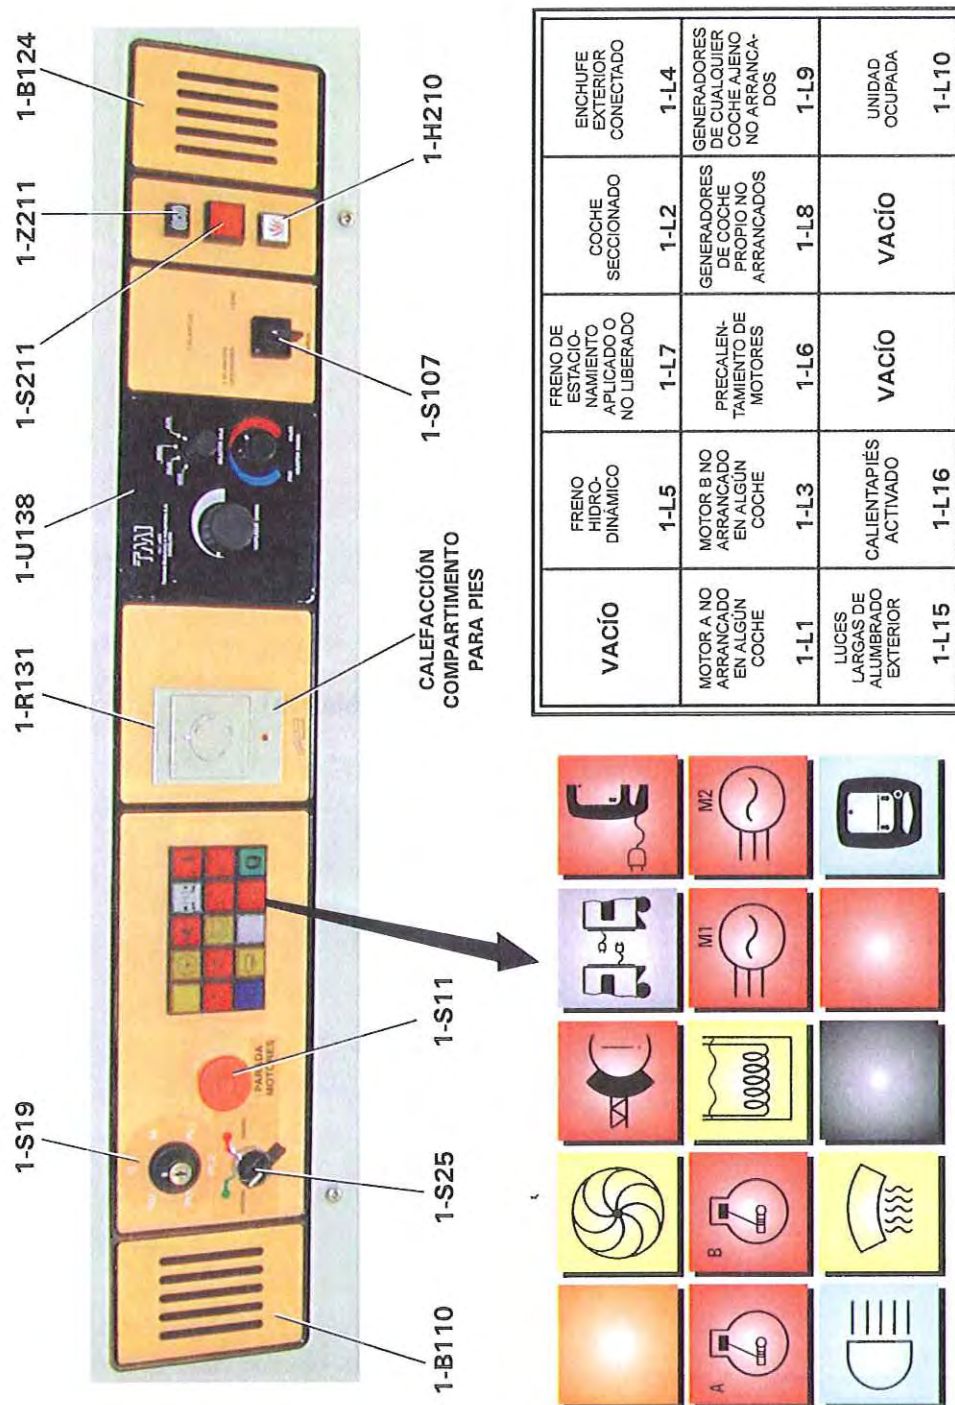 1-S19
1-R131
1-U138
1-S211
1-Z211
1-B124
PARADA
MOTORES
TMI
1-B110
1-S25
1-S11
CALEFACCIÓN
COMPARTIMENTO
PARA PIES
1-S107
1-H210
M1
M2
A
B
VACÍO
FRENO
HIDRO-
DINÁMICO
1-L5
FRENO DE
ESTACIO-
NAMIENTO
APLICADO O
NO LIBERADO
1-L7
COCHE
SECCIONADO
1-L2
ENCHUFE
EXTERIOR
CONECTADO
1-L4
MOTOR A NO
ARRANCADO
EN ALGÚN
COCHE
1-L1
MOTOR B NO
ARRANCADO
EN ALGÚN
COCHE
1-L3
PRECALEN-
TAMIENTO DE
MOTORES
1-L6
GENERADORES
DE COCHE
PROPIO NO
ARRANCADOS
1-L8
GENERADORES
DE CUALQUIER
COCHE AJENO
NO ARRANCA-
DOS
1-L9
LUCES
LARGAS DE
ALUMBRADO
EXTERIOR
1-L15
CALIENTAPIÉS
ACTIVADO
1-L16
VACÍO
VACÍO
UNIDAD
OCUPADA
1-L10